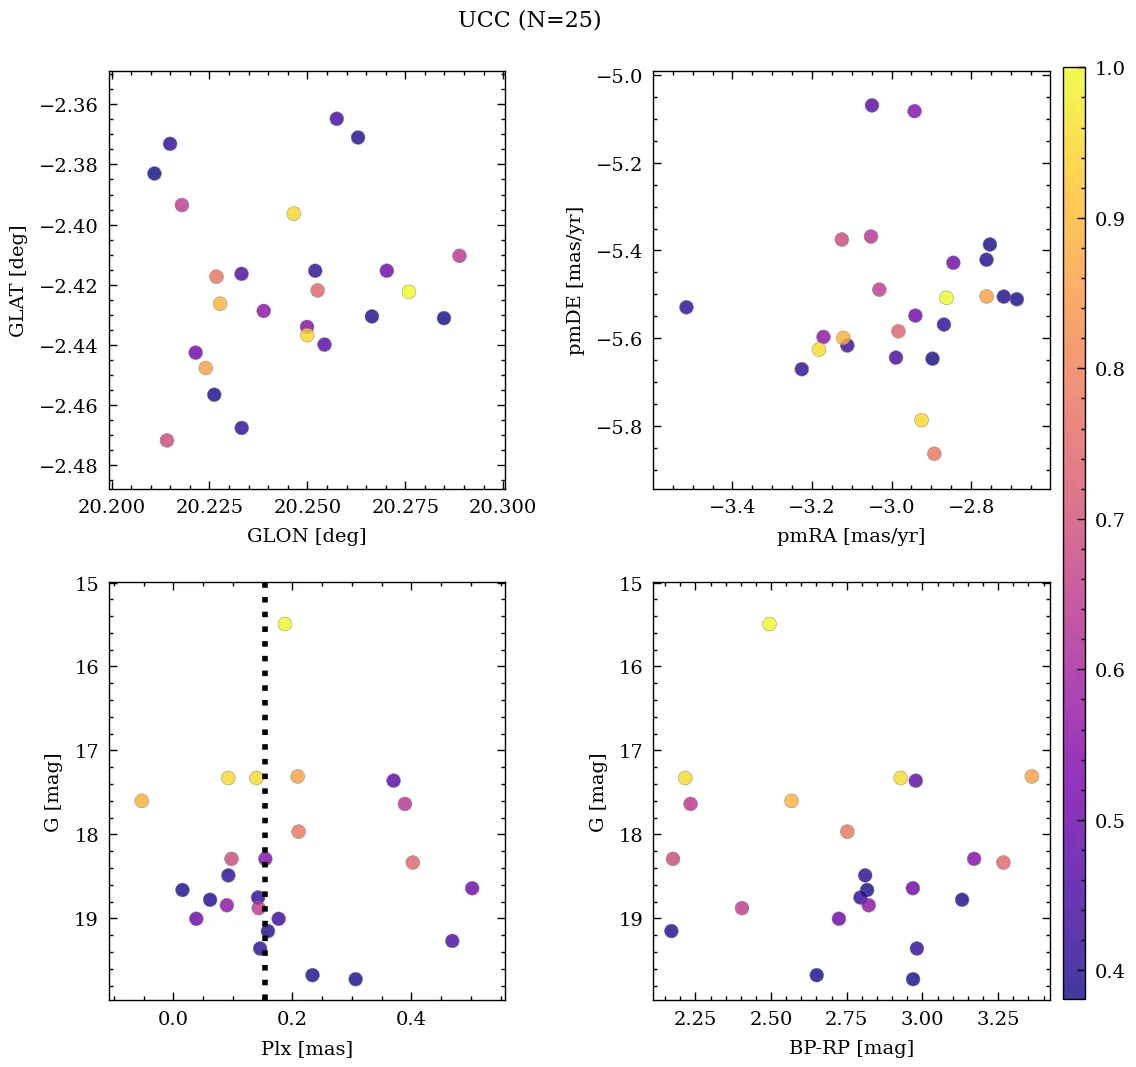 UCC (N=25)
−2.36
−2.38
−2.40
−2.42
−2.44
−2.46
−2.48
GLAT [deg]
20.200 20.225 20.250 20.275 20.300
GLON [deg]
−5.0
−5.2
−5.4
−5.6
−5.8
pmDE [mas/yr]
−3.4 −3.2 −3.0 −2.8
pmRA [mas/yr]
15
16
17
18
19
G [mag]
0.0 0.2 0.4
Plx [mas]
15
16
17
18
19
G [mag]
2.25 2.50 2.75 3.00 3.25
BP-RP [mag]
1.0
0.9
0.8
0.7
0.6
0.5
0.4